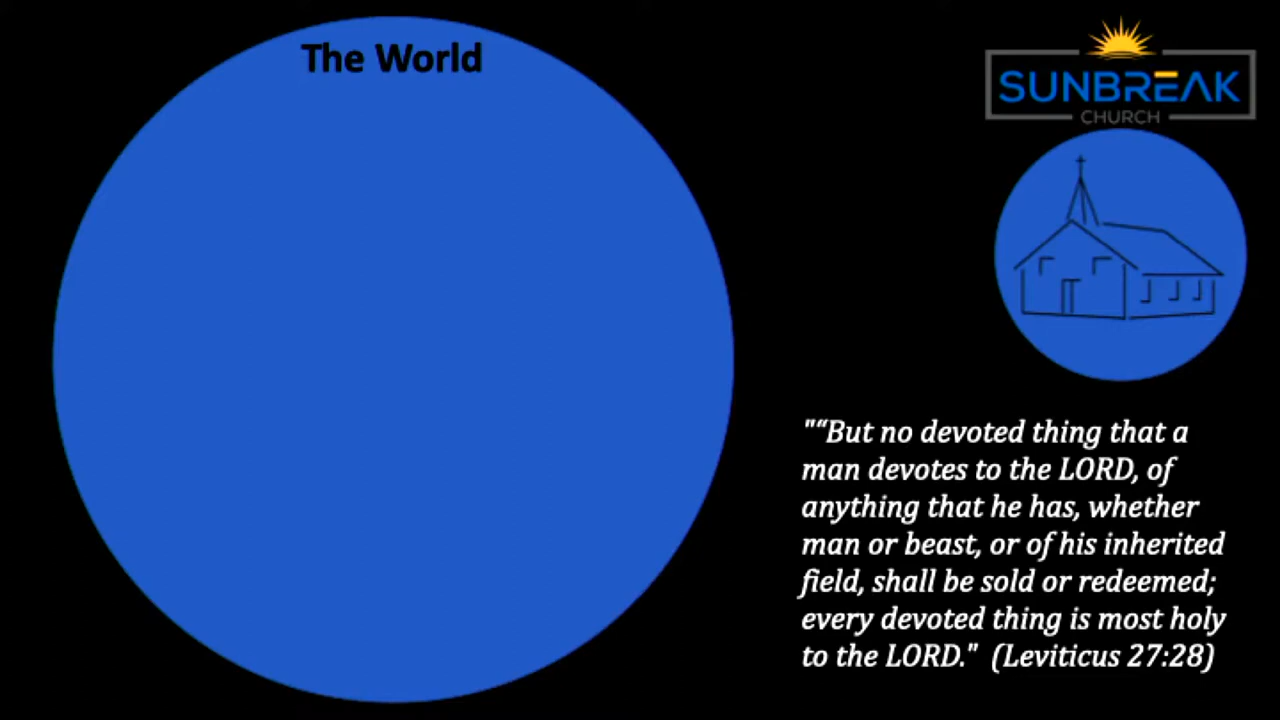 The World
SUNBREAK
CHURCH
"“But no devoted thing that a
man devotes to the LORD, of
anything that he has, whether
man or beast, or of his inherited
field, shall be sold or redeemed;
every devoted thing is most holy
to the LORD." (Leviticus 27:28)